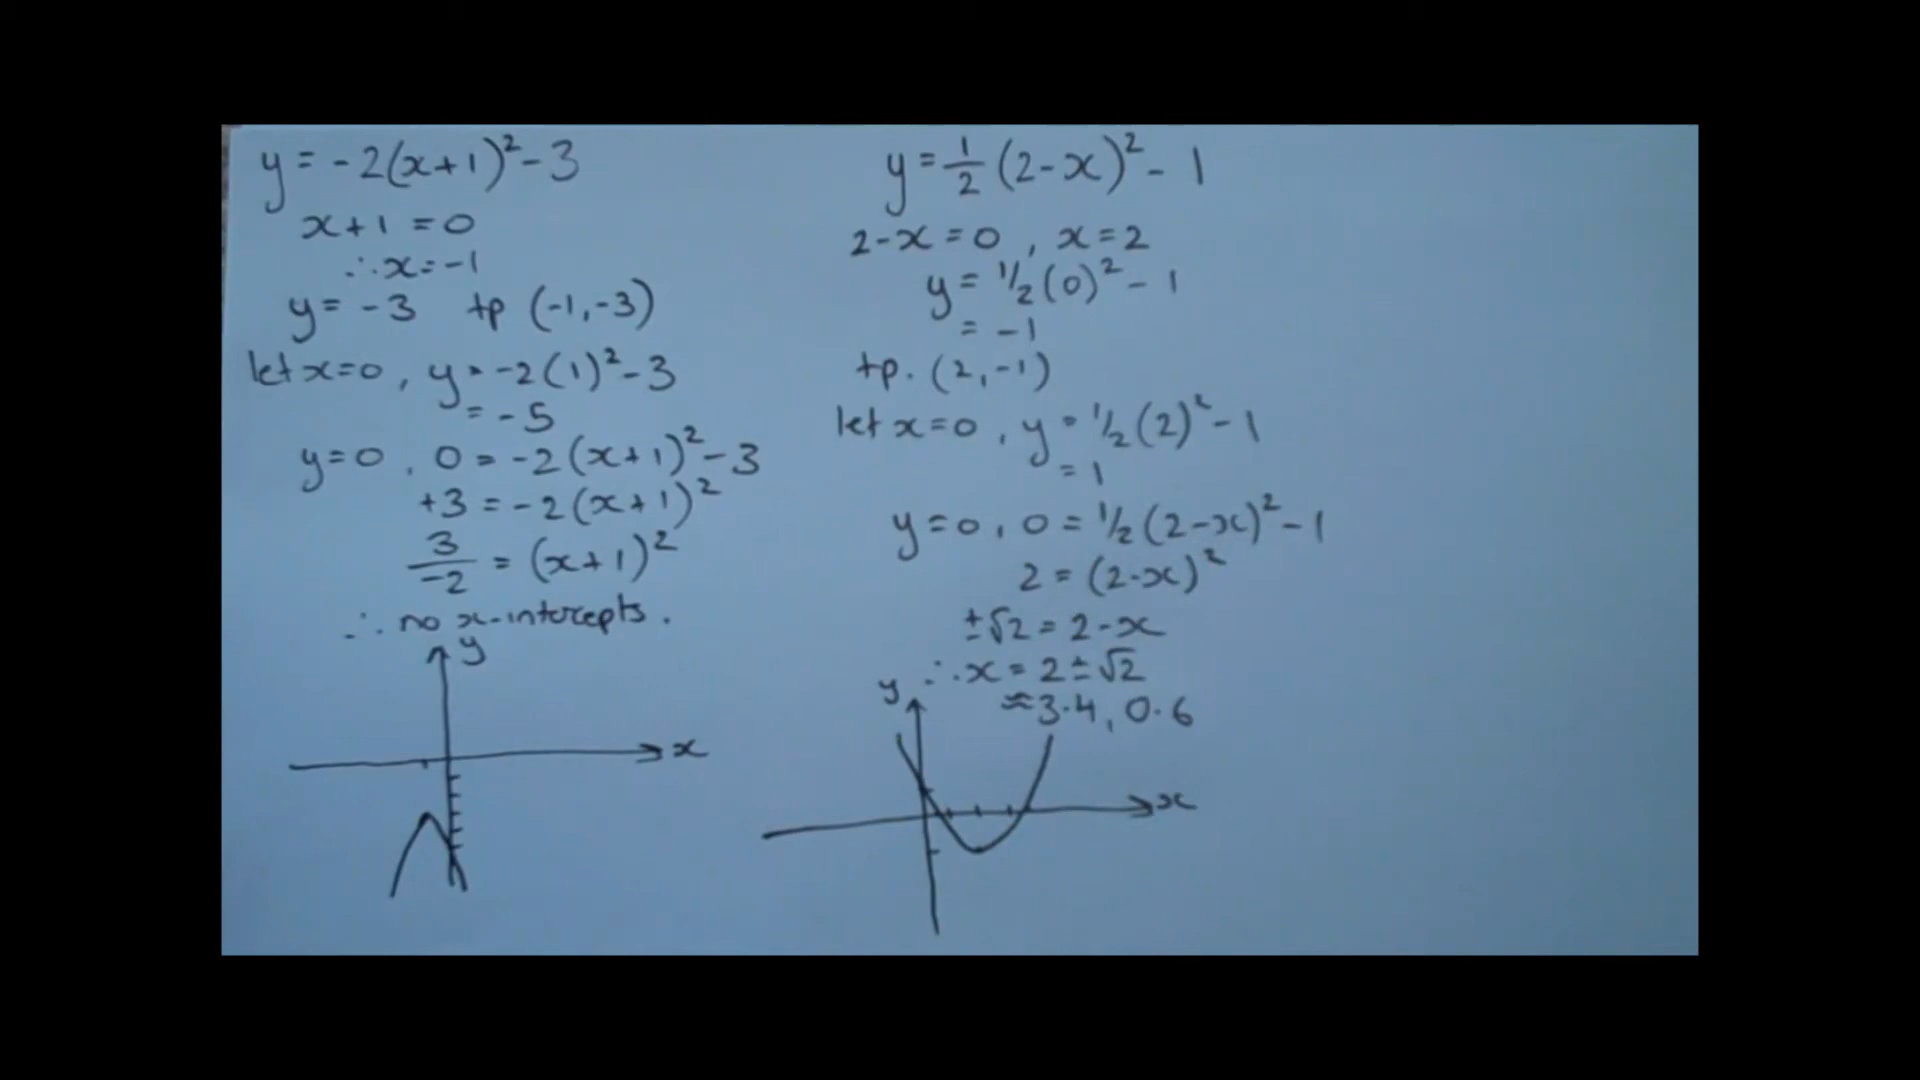 y = -2(x+1)² - 3
x+1 = 0
∴ x = -1
y = -3 tp (-1, -3)
let x=0, y = -2(1)² - 3
= -5
y=0, 0 = -2(x+1)² - 3
+3 = -2(x+1)²
3/-2 = (x+1)²
∴ no x-intercepts.
y
x
y = 1/2 (2-x)² - 1
2-x = 0, x = 2
y = 1/2 (0)² - 1
= -1
tp. (2, -1)
let x=0, y = 1/2 (2)² - 1
= 1
y=0, 0 = 1/2 (2-x)² - 1
2 = (2-x)²
±√2 = 2-x
∴ x = 2 ± √2
≈ 3.4, 0.6
y
x